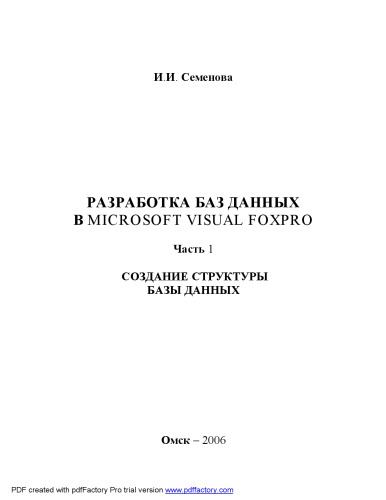 И.И. Семенова
РАЗРАБОТКА БАЗ ДАННЫХ
В MICROSOFT VISUAL FOXPRO
Часть 1
СОЗДАНИЕ СТРУКТУРЫ
БАЗЫ ДАННЫХ
Омск – 2006
PDF created with pdfFactory Pro trial version www.pdffactory.com